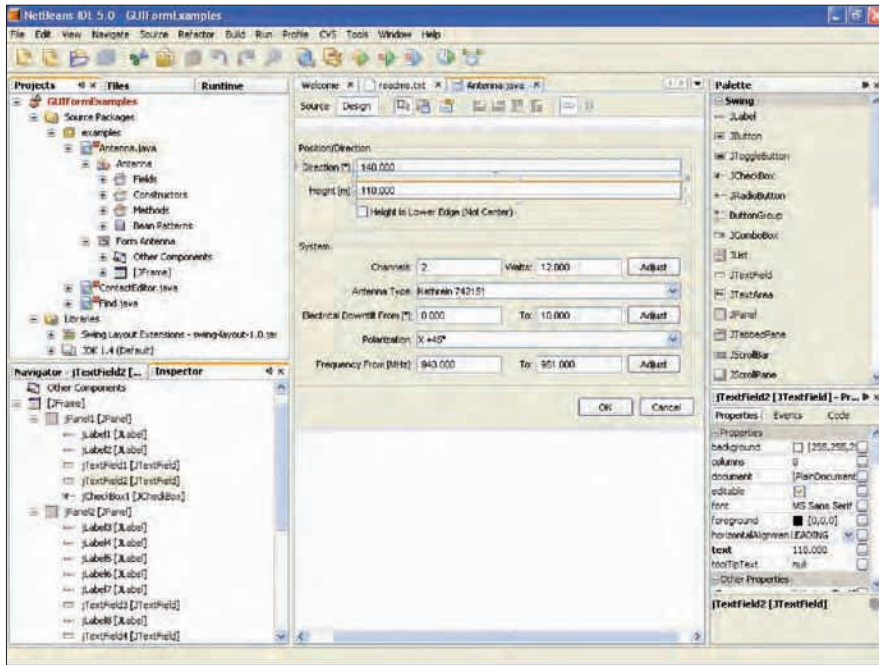 NetBeans IDE 5.0 GUIFormExamples
File Edit View Navigate Source Refactor Build Run Profile CVS Tools Window Help
Projects Files Runtime
GUIFormExamples
Source Packages
examples
Antenna.java
Antenna
Fields
Constructors
Methods
Bean Patterns
Form Antenna
Other Components
[JFrame]
ContactEditor.java
Find.java
Libraries
Swing Layout Extensions - swing-layout-1.0.jar
JDK 1.4 (Default)
Navigator - jTextField2 [... Inspector
Other Components
[JFrame]
jPanel1 [JPanel]
jLabel1 [JLabel]
jLabel2 [JLabel]
jTextField1 [JTextField]
jTextField2 [JTextField]
jCheckBox1 [JCheckBox]
jPanel2 [JPanel]
jLabel3 [JLabel]
jLabel4 [JLabel]
jLabel5 [JLabel]
jLabel6 [JLabel]
jLabel7 [JLabel]
jTextField3 [JTextField]
jLabel8 [JLabel]
jTextField4 [JTextField]
Welcome readme.txt Antenna.java
Source Design
Position/Direction
Direction [°]: 140.000
Height [m]: 110.000
Height is Lower Edge (Not Center)
System
Channels: 2 Watts: 12.000 Adjust
Antenna Type: Kathrein 742151
Electrical Downtilt From [°]: 0.000 To: 10.000 Adjust
Polarization: X +45°
Frequency From [MHz]: 943.000 To: 951.000 Adjust
OK Cancel
Palette
Swing
JLabel
JButton
JToggleButton
JCheckBox
JRadioButton
ButtonGroup
JComboBox
JList
JTextField
JTextArea
JPanel
JTabbedPane
JScrollBar
JScrollPane
jTextField2 [JTextField] - Pr...
Properties Events Code
Properties
background [255,255,2
columns 0
document [PlainDocument
editable
font MS Sans Serif
foreground [0,0,0]
horizontalAlignmen LEADING
text 110.000
toolTipText null
Other Properties
jTextField2 [JTextField]